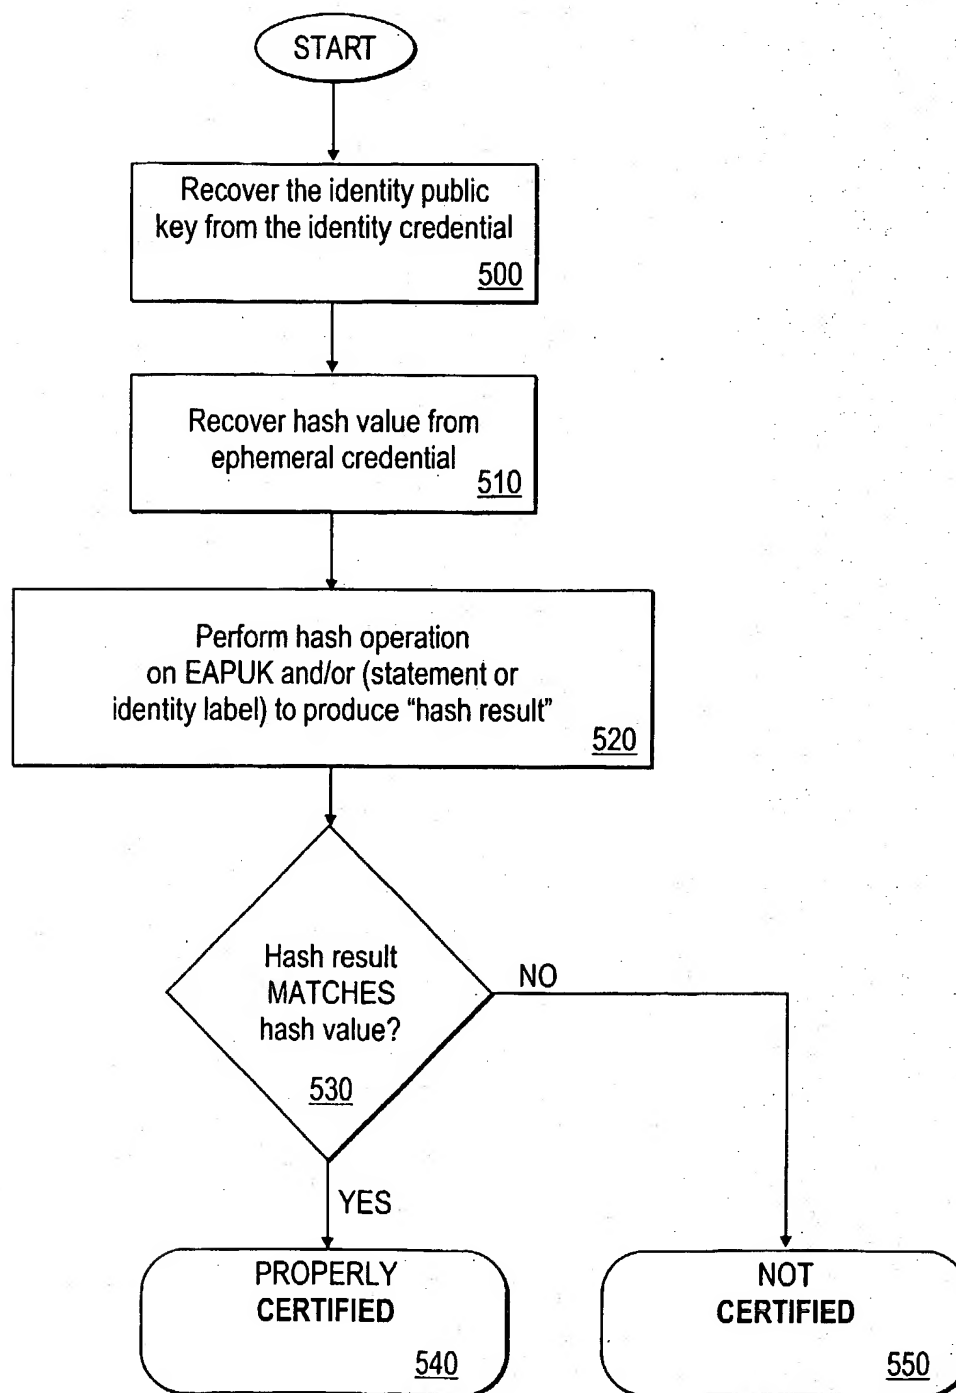 START
Recover the identity public
key from the identity credential
500
Recover hash value from
ephemeral credential
510
Perform hash operation
on EAPUK and/or (statement or
identity label) to produce “hash result”
520
Hash result
MATCHES
hash value?
530
NO
YES
PROPERLY
CERTIFIED
540
NOT
CERTIFIED
550